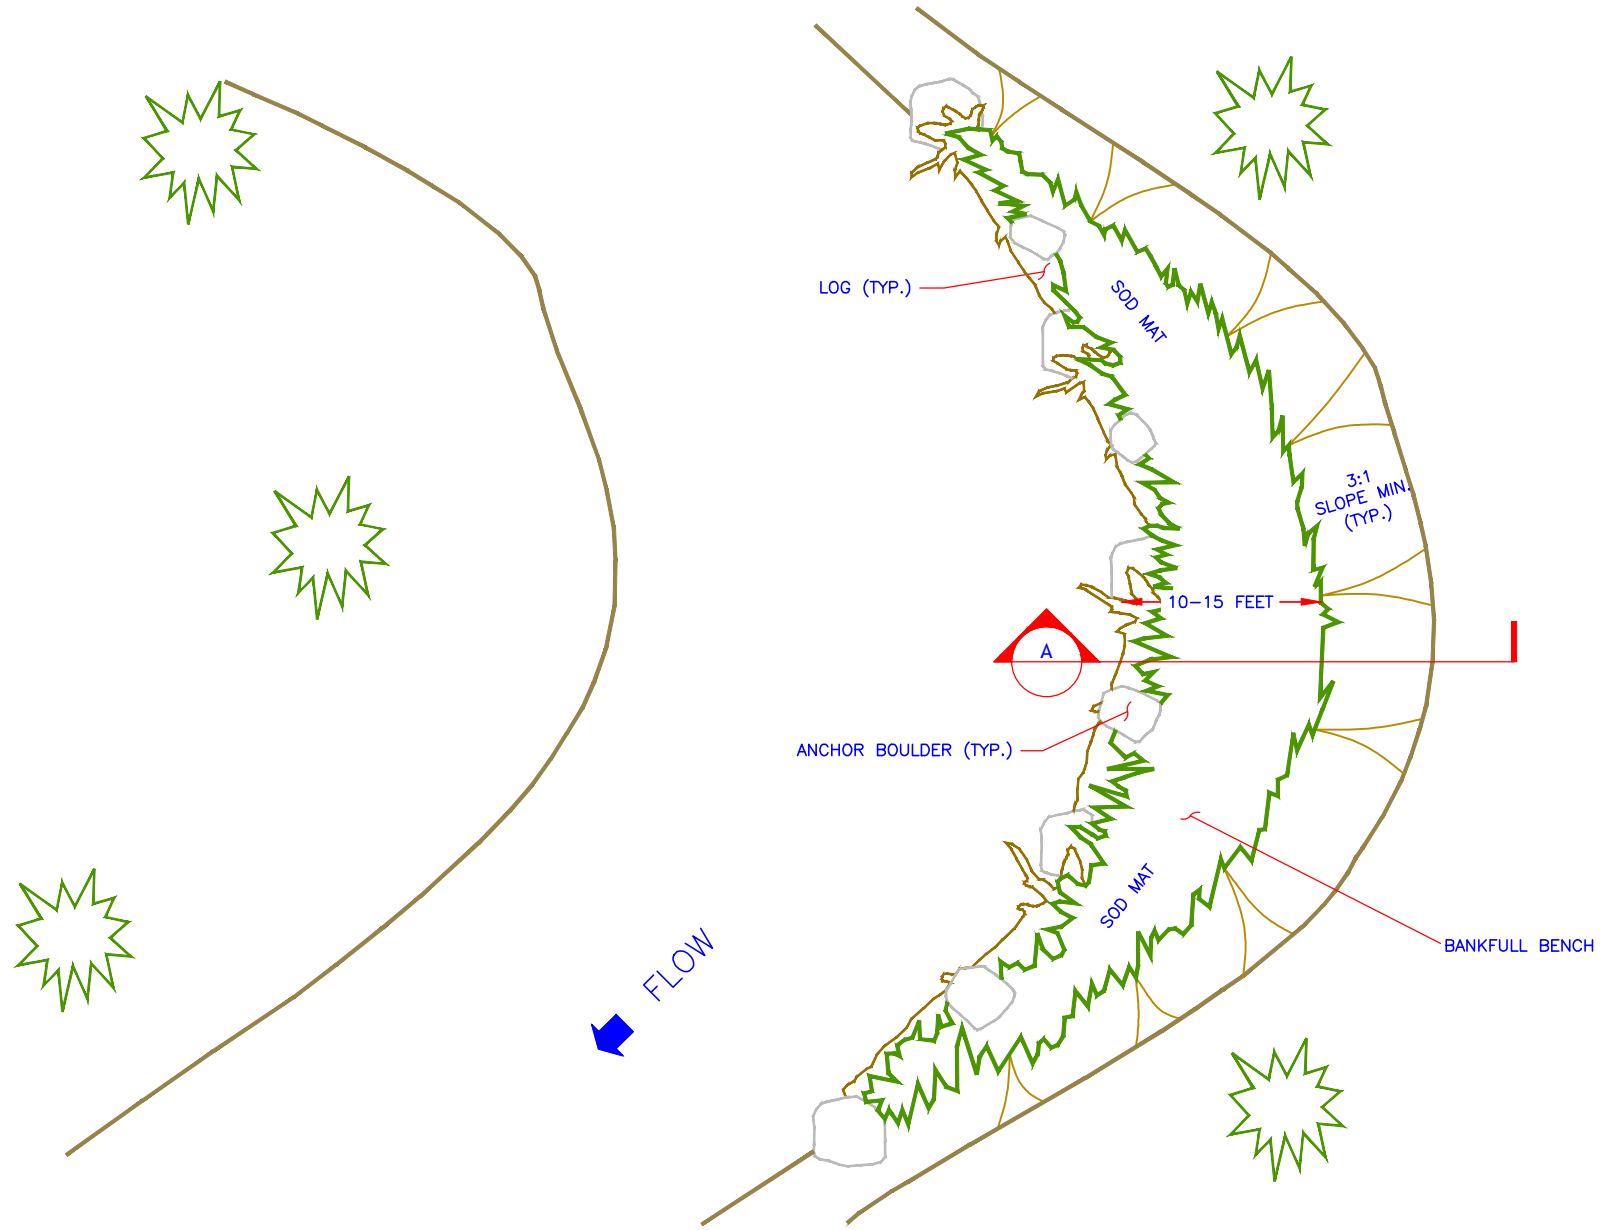 LOG (TYP.)
SOD MAT
3:1
SLOPE MIN.
(TYP.)
10-15 FEET
A
ANCHOR BOULDER (TYP.)
SOD MAT
FLOW
BANKFULL BENCH